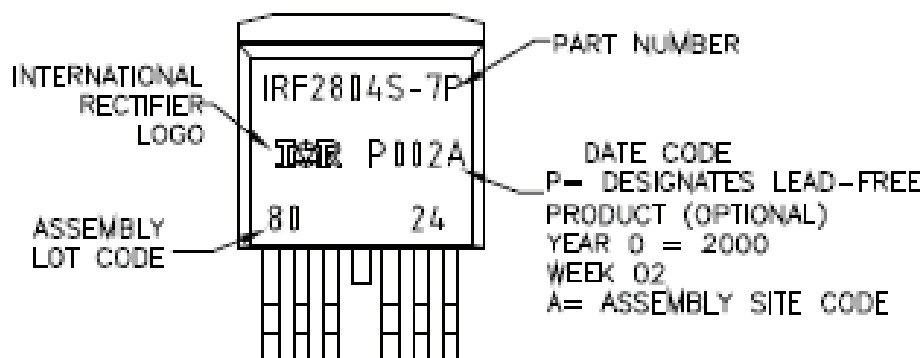 INTERNATIONAL
RECTIFIER
LOGO
PART NUMBER
IRF2804S-7P
IOR P002A
80 24
ASSEMBLY
LOT CODE
DATE CODE
P= DESIGNATES LEAD-FREE
PRODUCT (OPTIONAL)
YEAR 0 = 2000
WEEK 02
A= ASSEMBLY SITE CODE